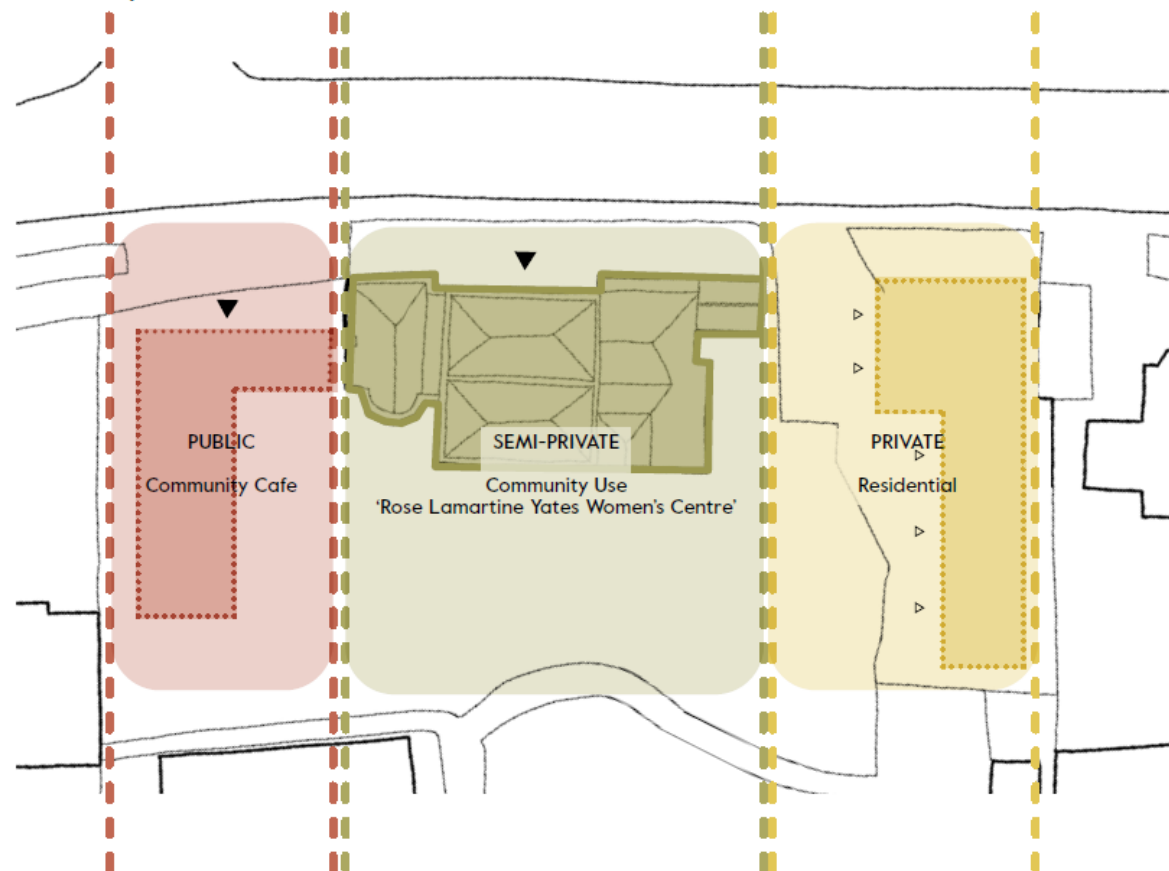 PUBLIC
Community Cafe
SEMI-PRIVATE
Community Use
‘Rose Lamartine Yates Women’s Centre’
PRIVATE
Residential